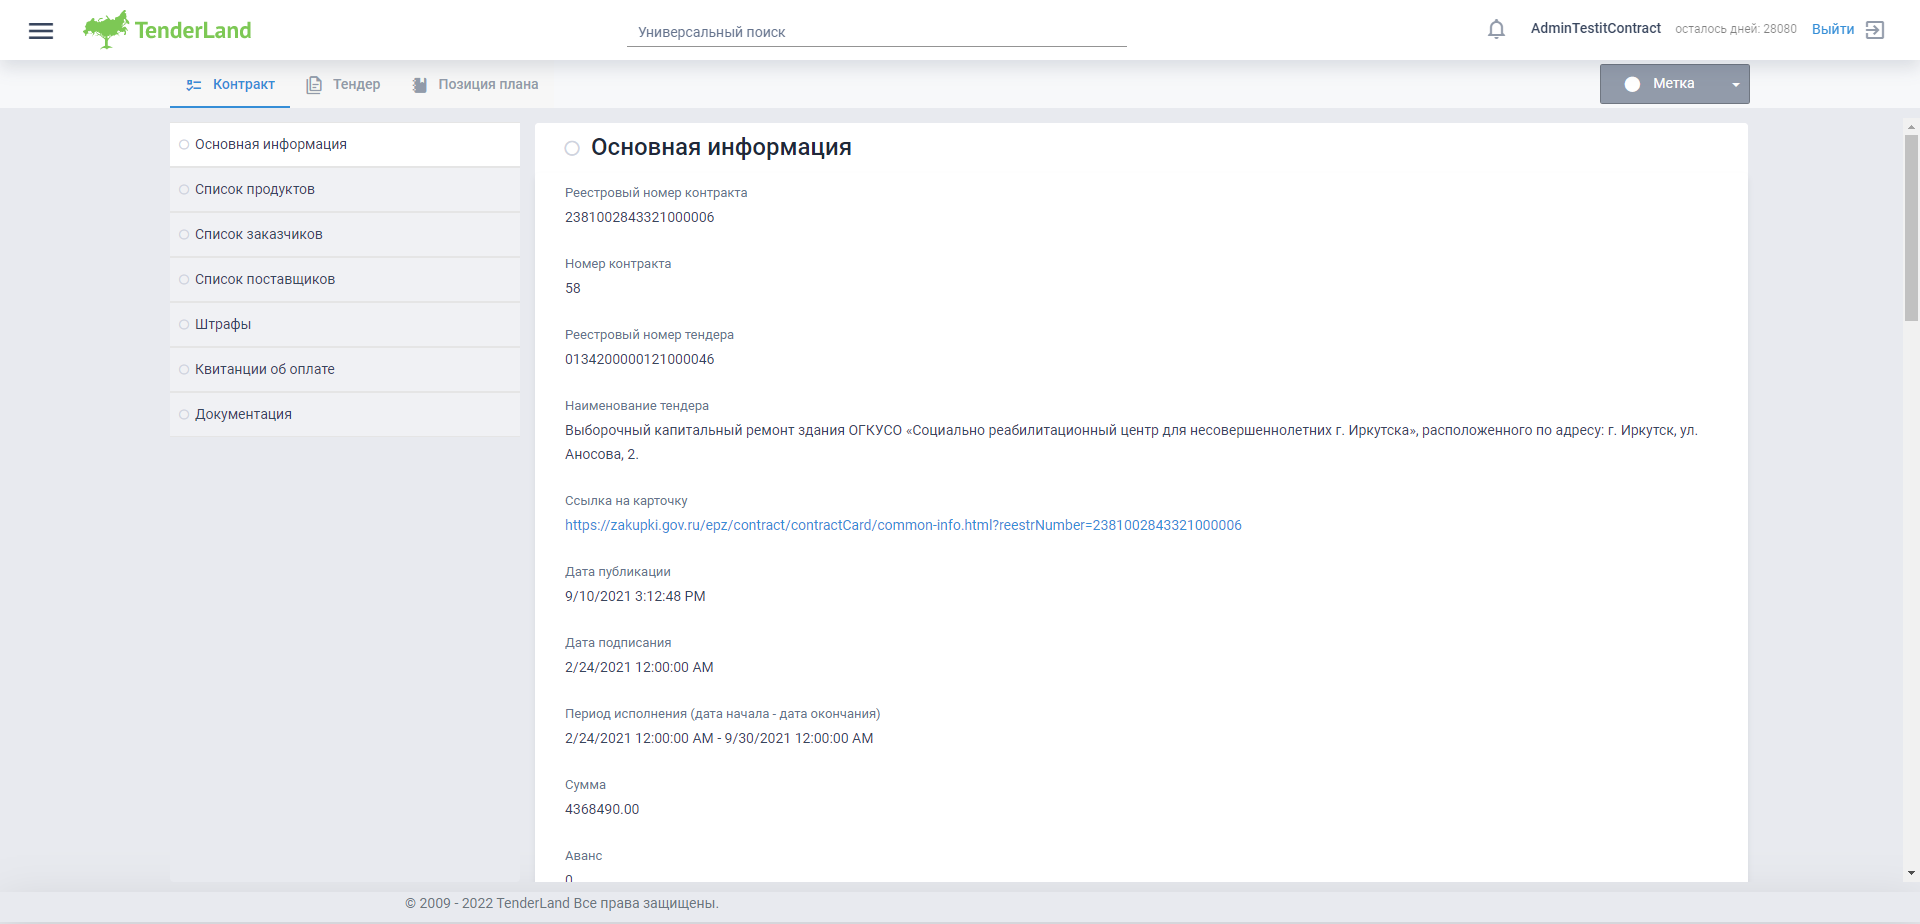 TenderLand
Универсальный поиск
AdminTestitContract осталось дней: 28080 Выйти
Контракт Тендер Позиция плана
Метка
Основная информация
Список продуктов
Список заказчиков
Список поставщиков
Штрафы
Квитанции об оплате
Документация
Основная информация
Реестровый номер контракта
2381002843321000006
Номер контракта
58
Реестровый номер тендера
0134200000121000046
Наименование тендера
Выборочный капитальный ремонт здания ОГКУСО «Социально реабилитационный центр для несовершеннолетних г. Иркутска», расположенного по адресу: г. Иркутск, ул.
Аносова, 2.
Ссылка на карточку
https://zakupki.gov.ru/epz/contract/contractCard/common-info.html?reestrNumber=2381002843321000006
Дата публикации
9/10/2021 3:12:48 PM
Дата подписания
2/24/2021 12:00:00 AM
Период исполнения (дата начала - дата окончания)
2/24/2021 12:00:00 AM - 9/30/2021 12:00:00 AM
Сумма
4368490.00
Аванс
0
© 2009 - 2022 TenderLand Все права защищены.